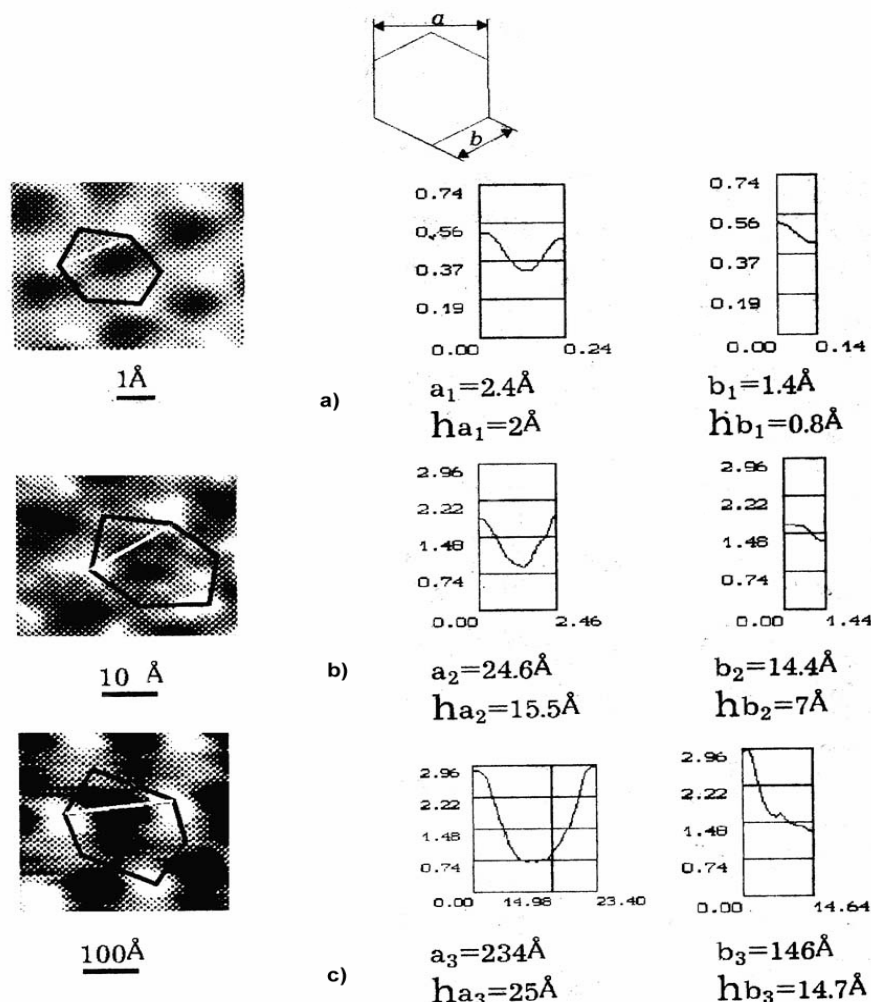 a
b
0.74
0.56
0.37
0.19
0.00 0.24
0.74
0.56
0.37
0.19
0.00 0.14
1Å
a)
a₁=2.4Å
ha₁=2Å
b₁=1.4Å
hb₁=0.8Å
2.96
2.22
1.48
0.74
0.00 2.46
2.96
2.22
1.48
0.74
0.00 1.44
10 Å
b)
a₂=24.6Å
ha₂=15.5Å
b₂=14.4Å
hb₂=7Å
2.96
2.22
1.48
0.74
0.00 14.98 23.40
2.96
2.22
1.48
0.74
0.00 14.64
100Å
c)
a₃=234Å
ha₃=25Å
b₃=146Å
hb₃=14.7Å